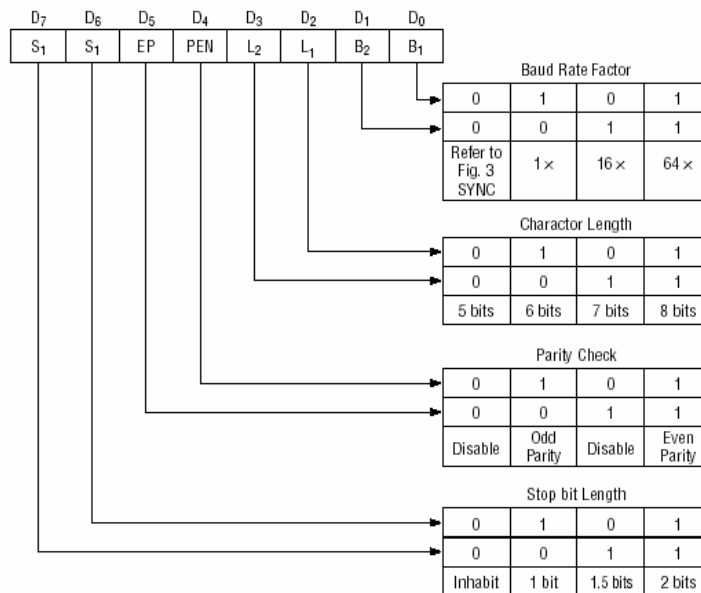 D7 D6 D5 D4 D3 D2 D1 D0
S1 S1 EP PEN L2 L1 B2 B1
Baud Rate Factor
0 1 0 1
0 0 1 1
Refer to Fig. 3 SYNC 1 × 16 × 64 ×
Charactor Length
0 1 0 1
0 0 1 1
5 bits 6 bits 7 bits 8 bits
Parity Check
0 1 0 1
0 0 1 1
Disable Odd Parity Disable Even Parity
Stop bit Length
0 1 0 1
0 0 1 1
Inhabit 1 bit 1.5 bits 2 bits